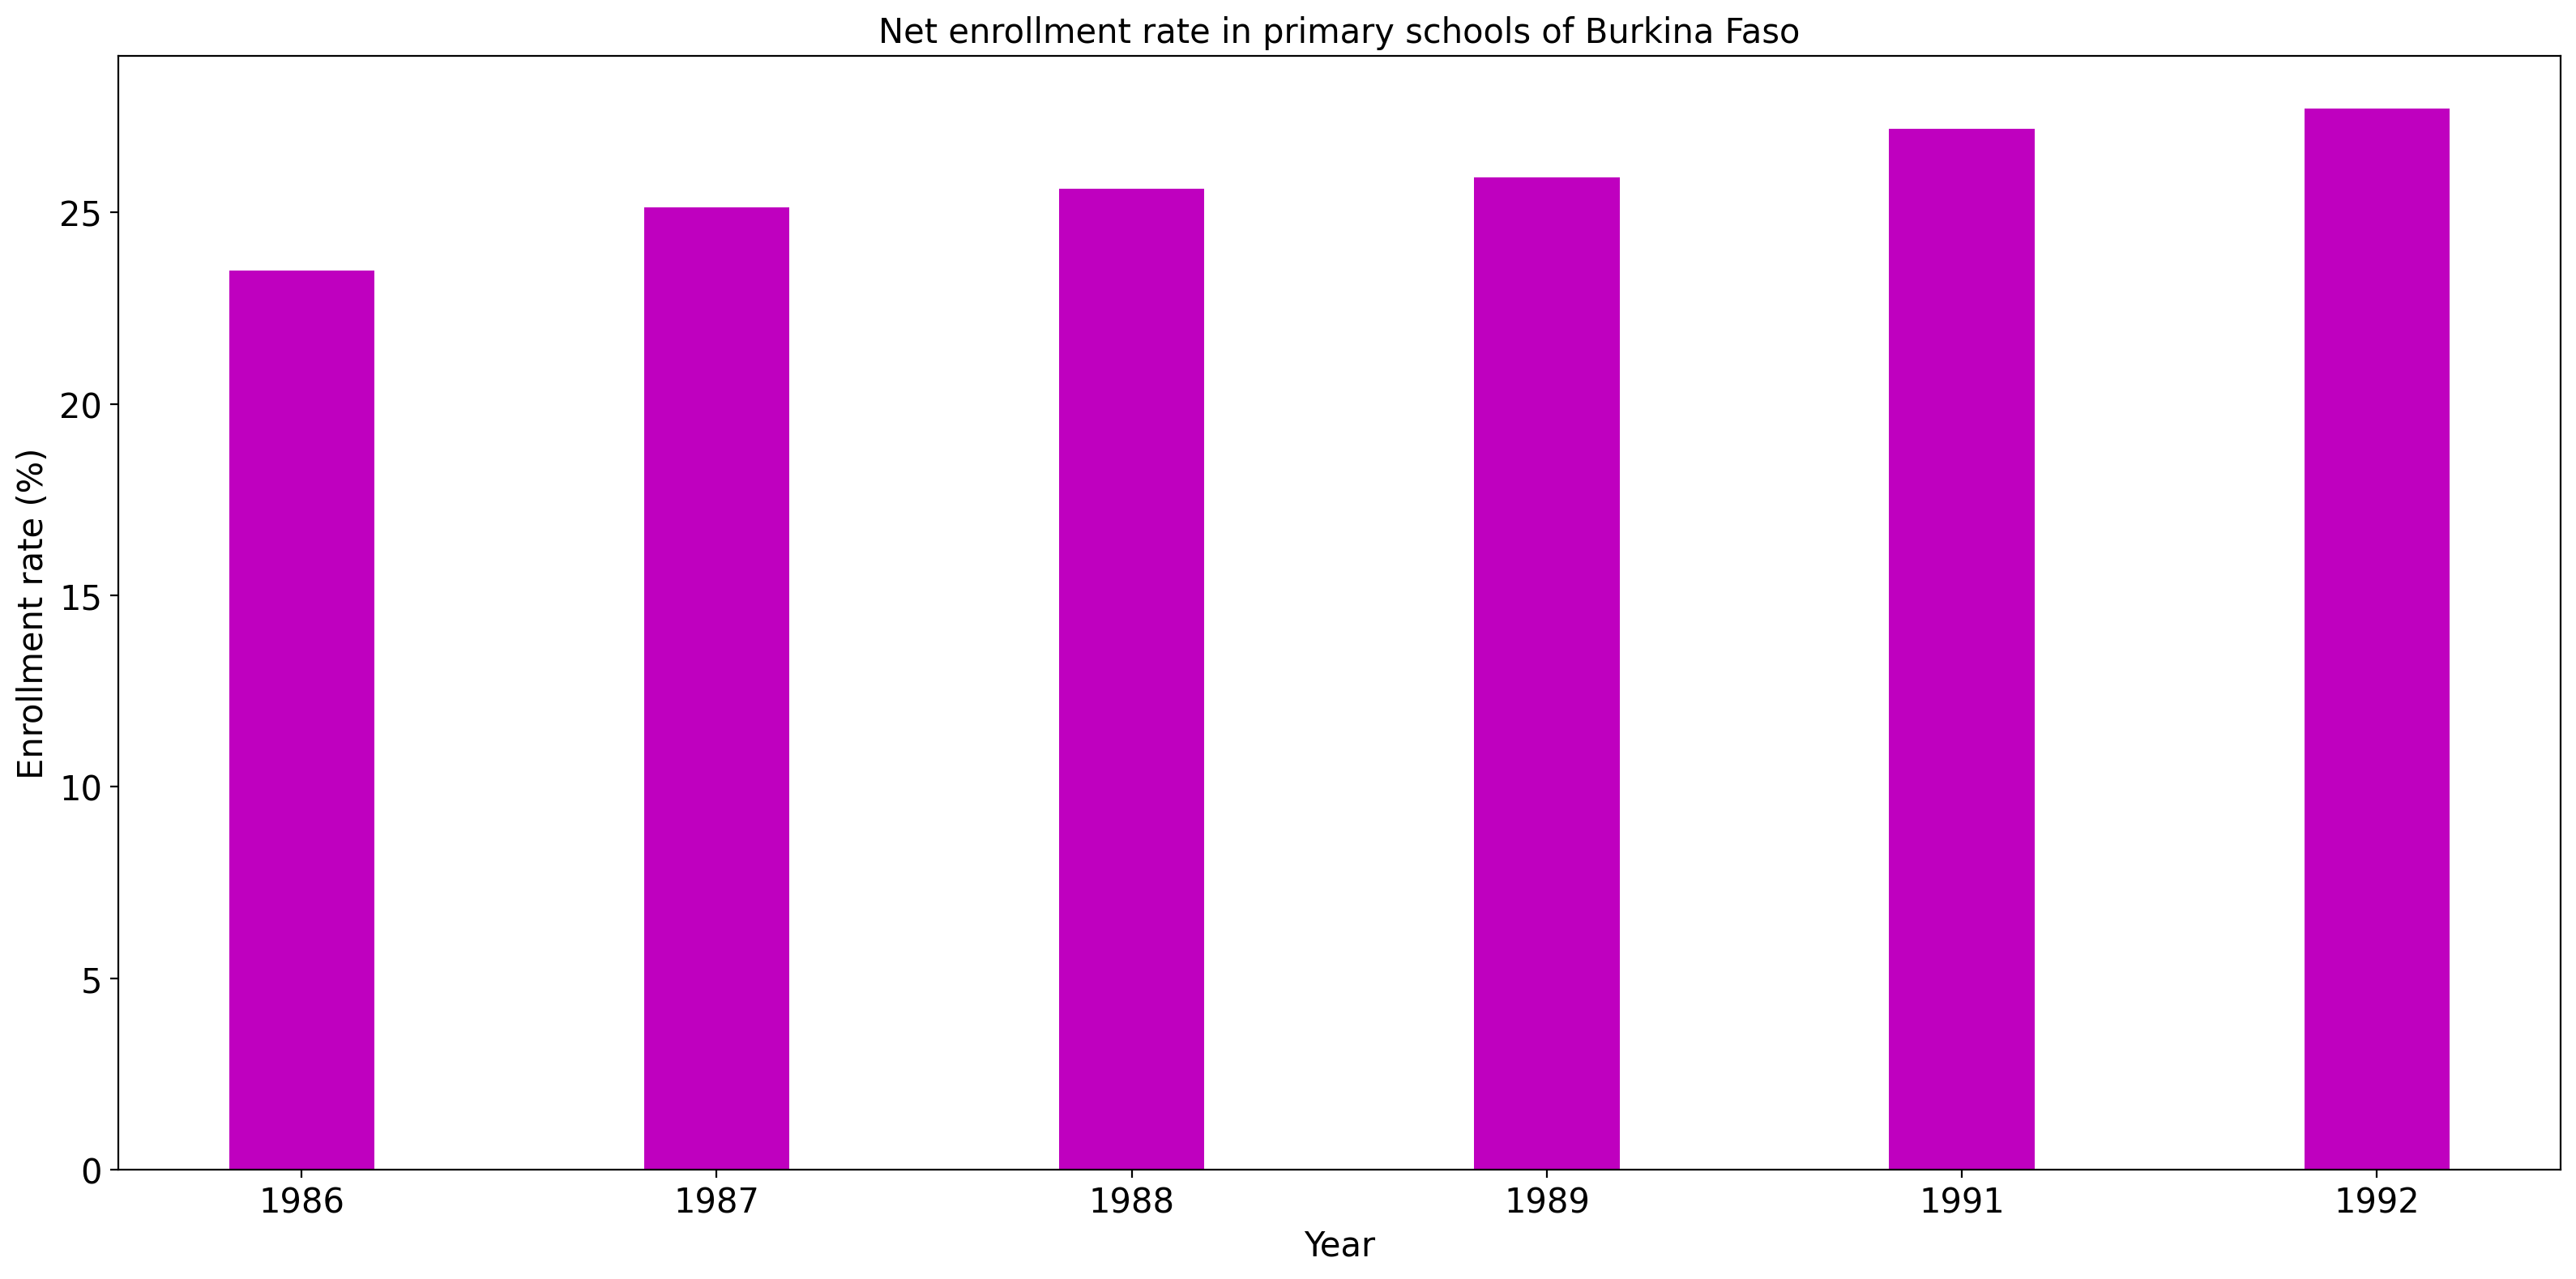 Net enrollment rate in primary schools of Burkina Faso
Enrollment rate (%)
25
20
15
10
5
0
1986 1987 1988 1989 1991 1992
Year